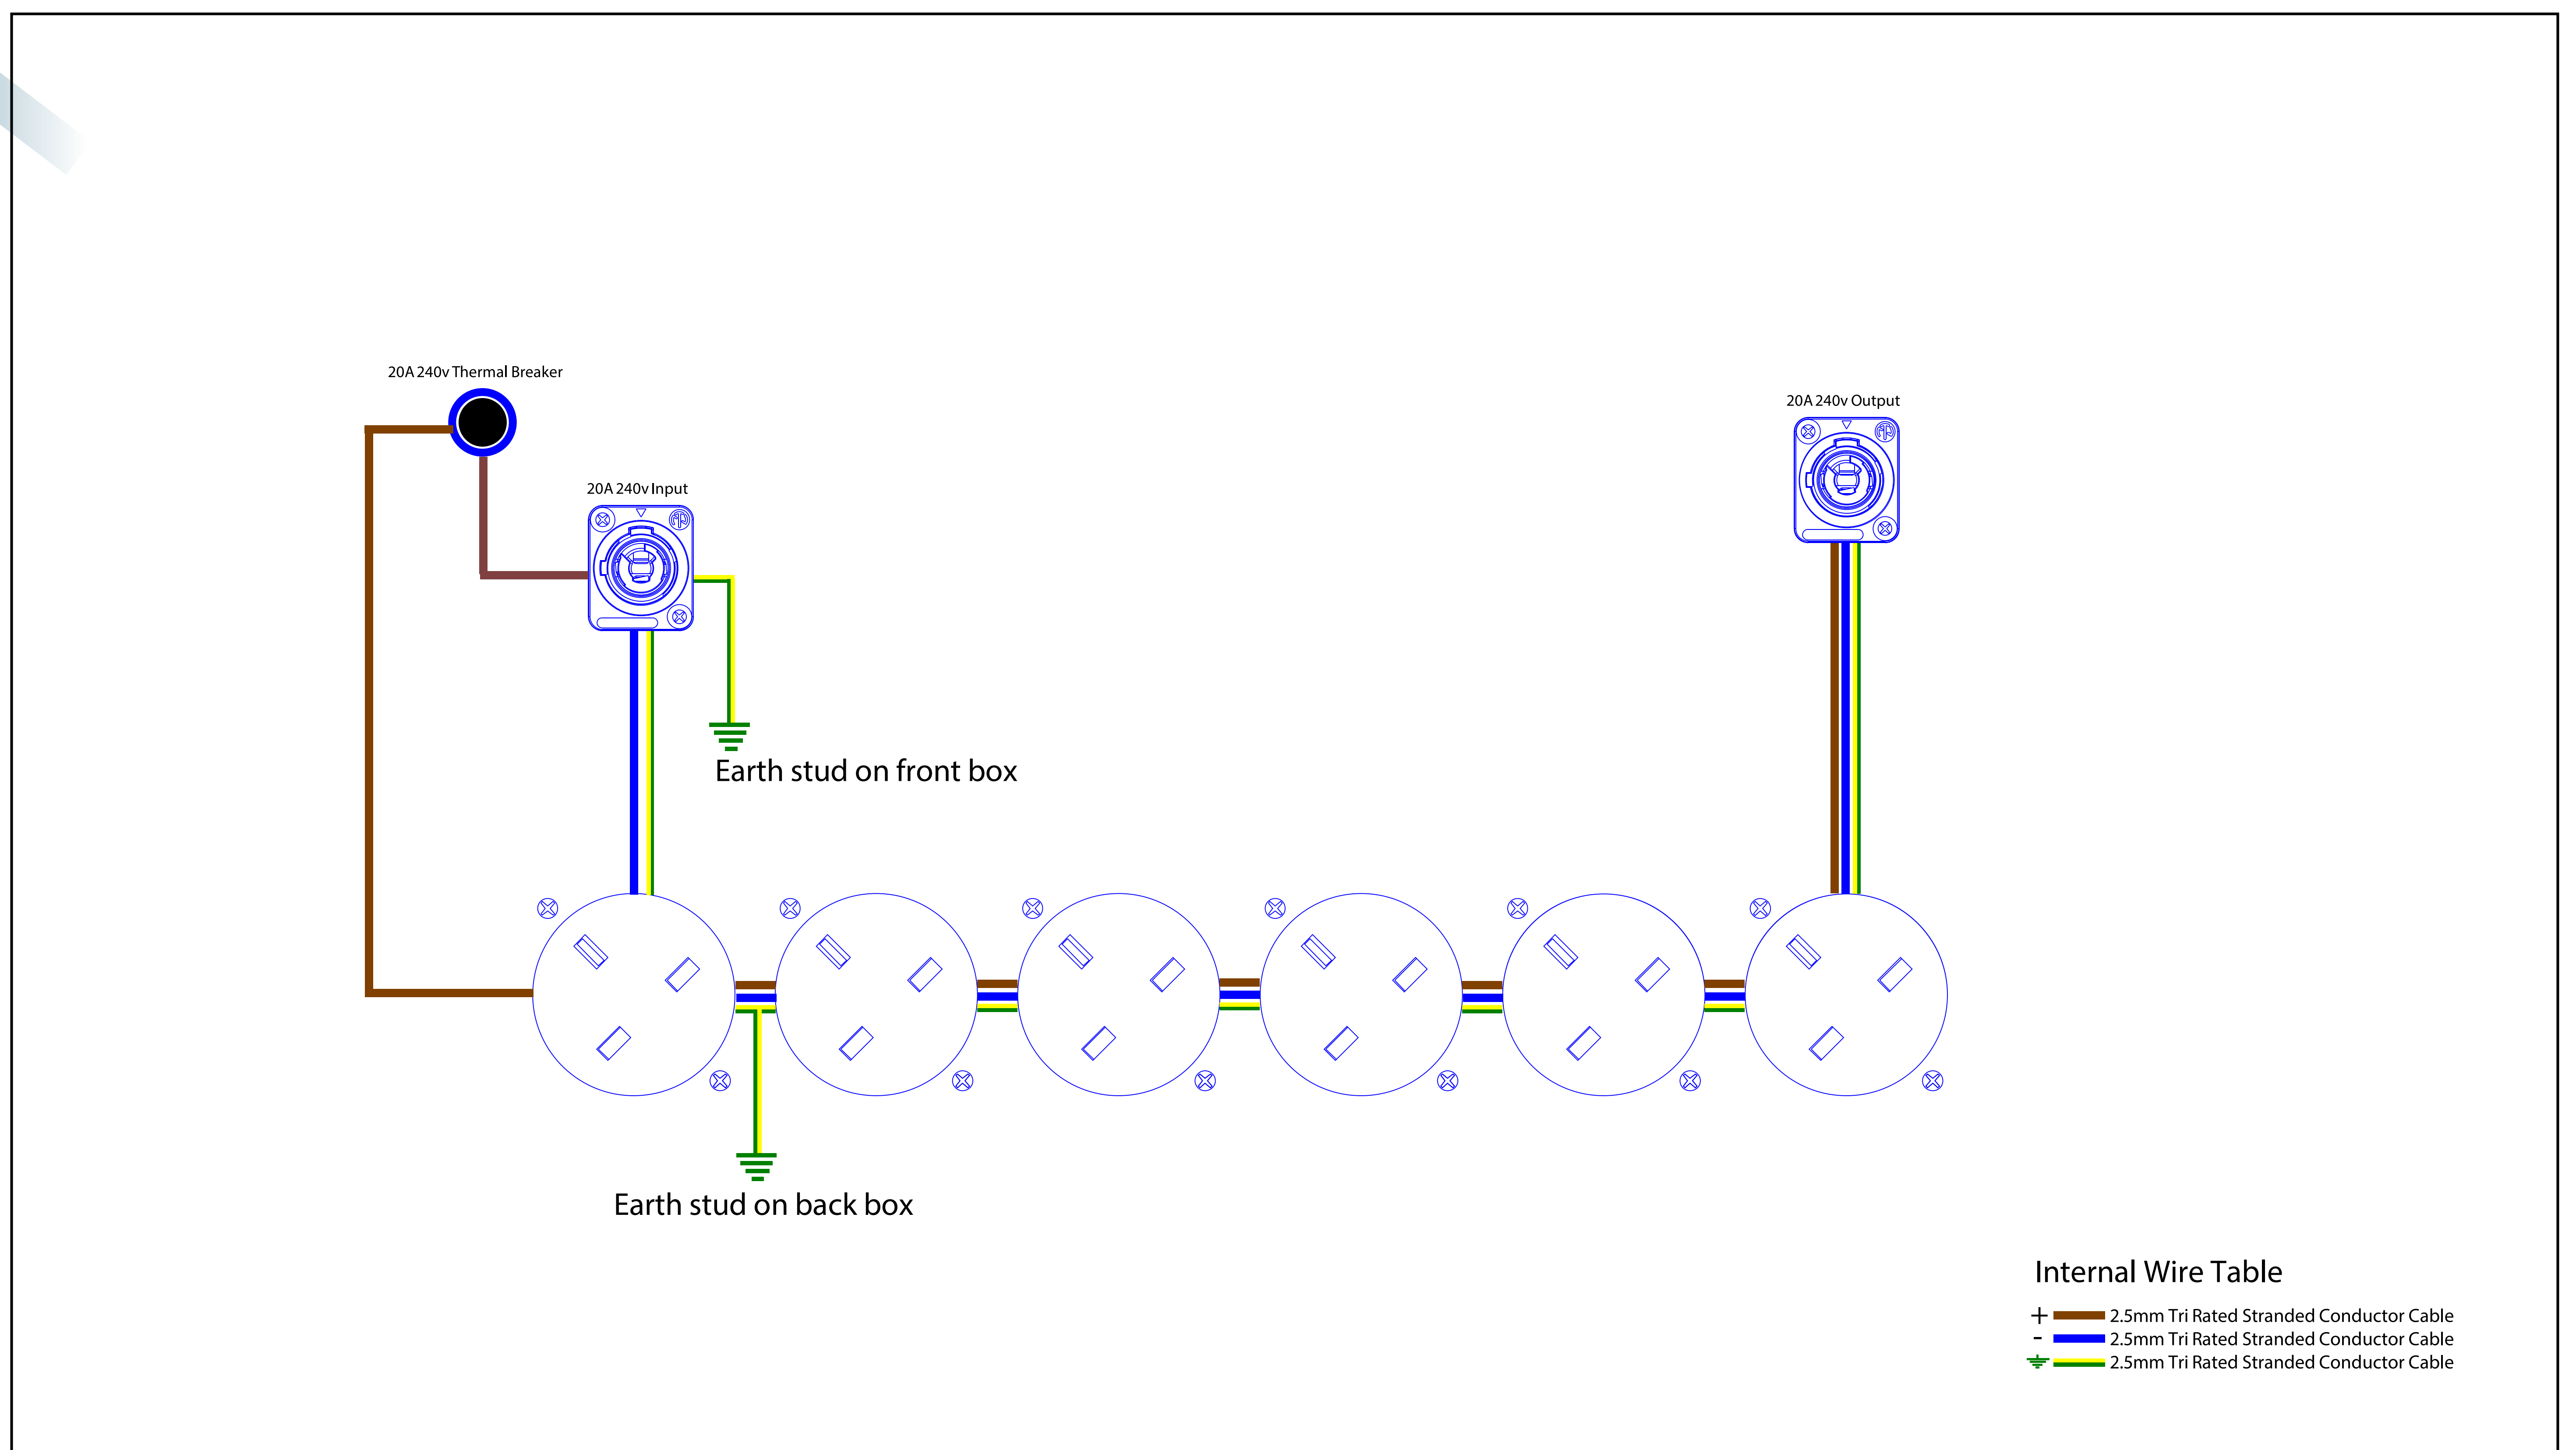 20A 240v Thermal Breaker
20A 240v Output
20A 240v Input
Earth stud on front box
Earth stud on back box
Internal Wire Table
+ 2.5mm Tri Rated Stranded Conductor Cable
- 2.5mm Tri Rated Stranded Conductor Cable
2.5mm Tri Rated Stranded Conductor Cable